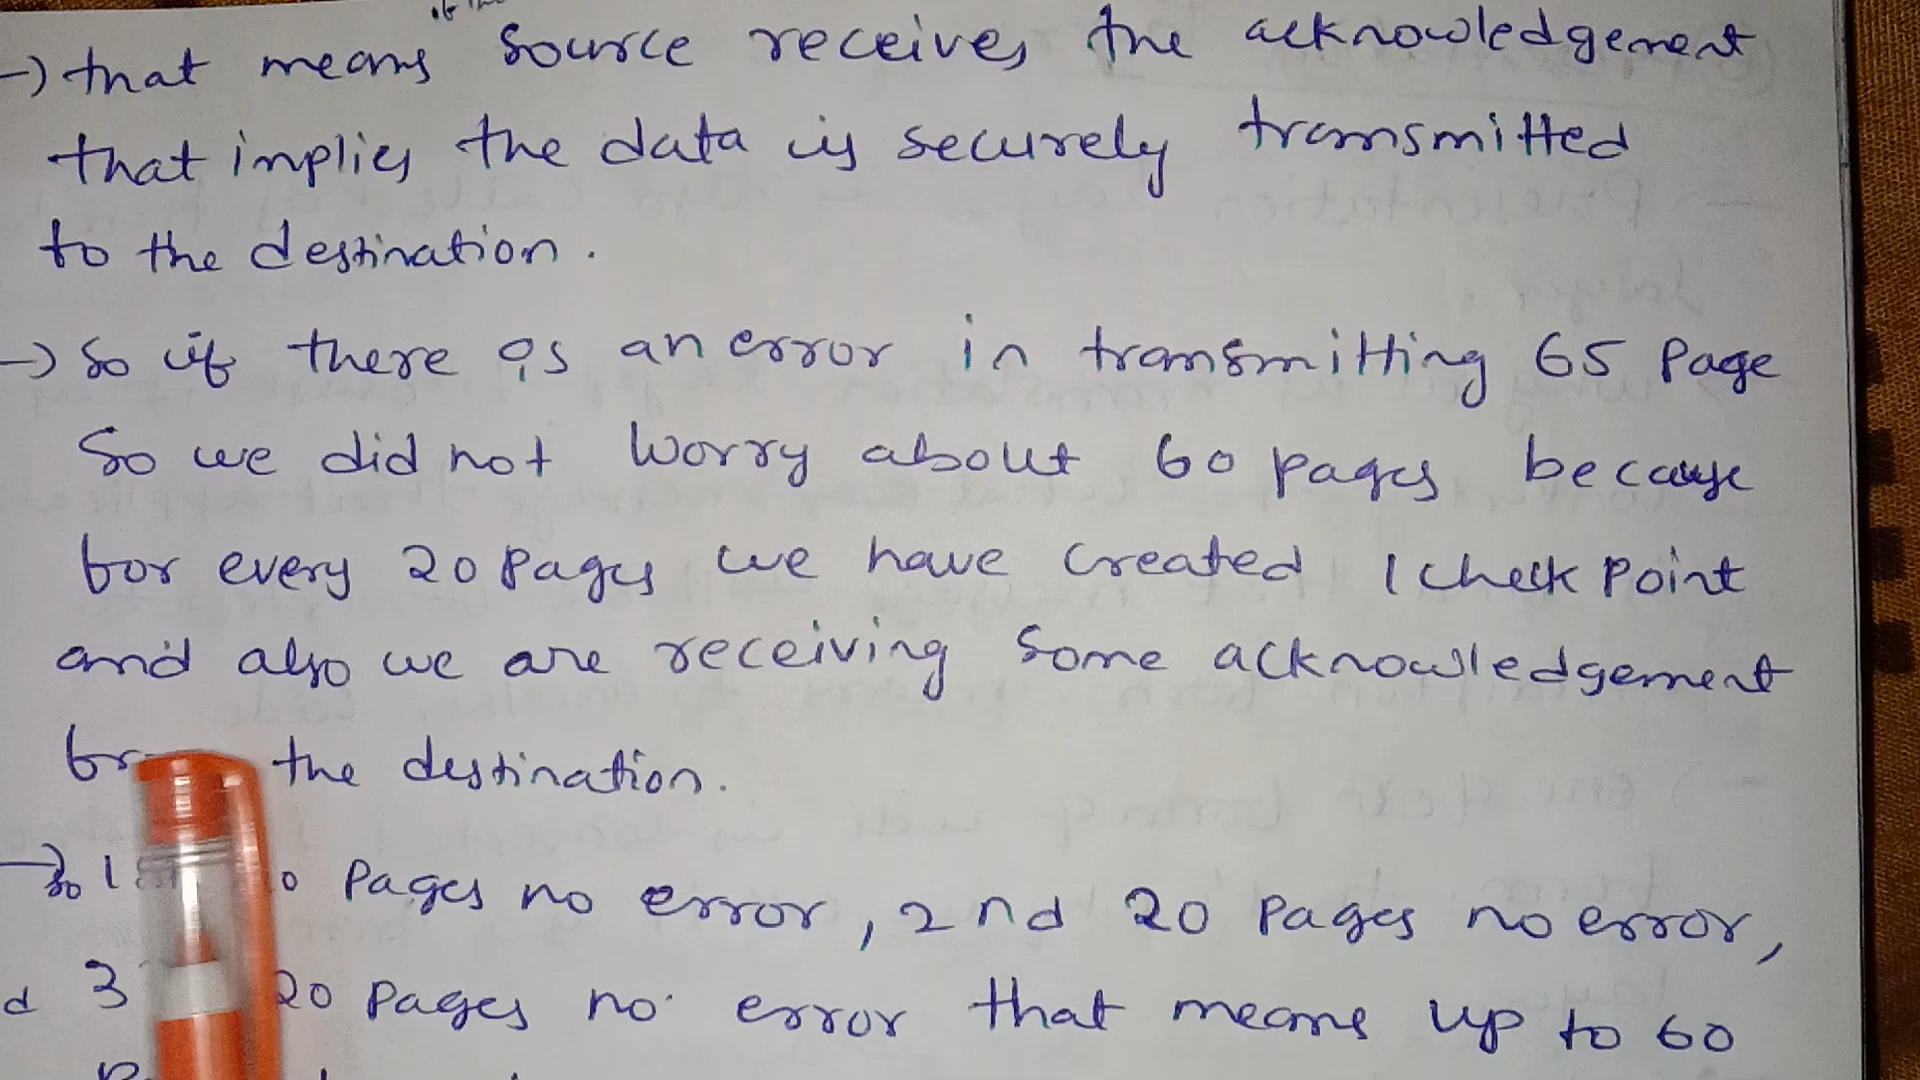 if the
→ that means source receives the acknowledgement
that implies the data is securely transmitted
to the destination.
→ So if there is an error in transmitting 65 Page
So we did not worry about 60 pages because
for every 20 Pages we have created 1 check Point
and also we are receiving some acknowledgement
the destination.
→ so Pages no error, 2nd 20 Pages no error,
d 3 20 Pages no error that means up to 60